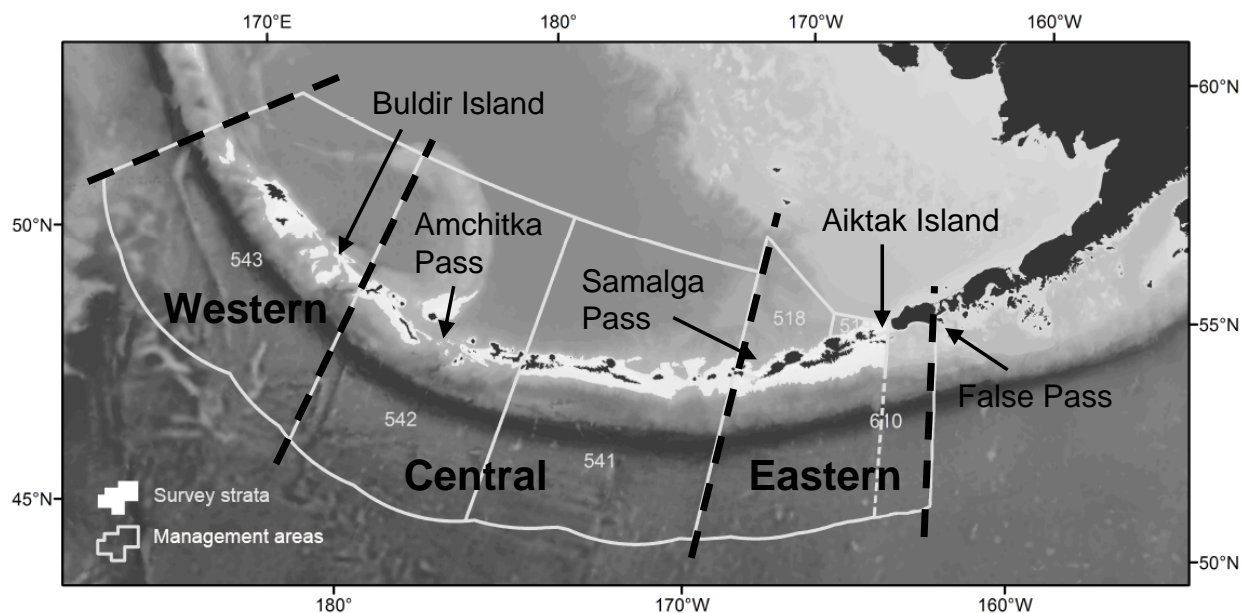 170°E
180°
170°W
160°W
60°N
Buldir Island
Amchitka
Pass
Aiktak Island
50°N
543
Western
Samalga
Pass
518
55°N
False Pass
542
610
541
Central
Eastern
45°N
Survey strata
Management areas
50°N
180°
170°W
160°W